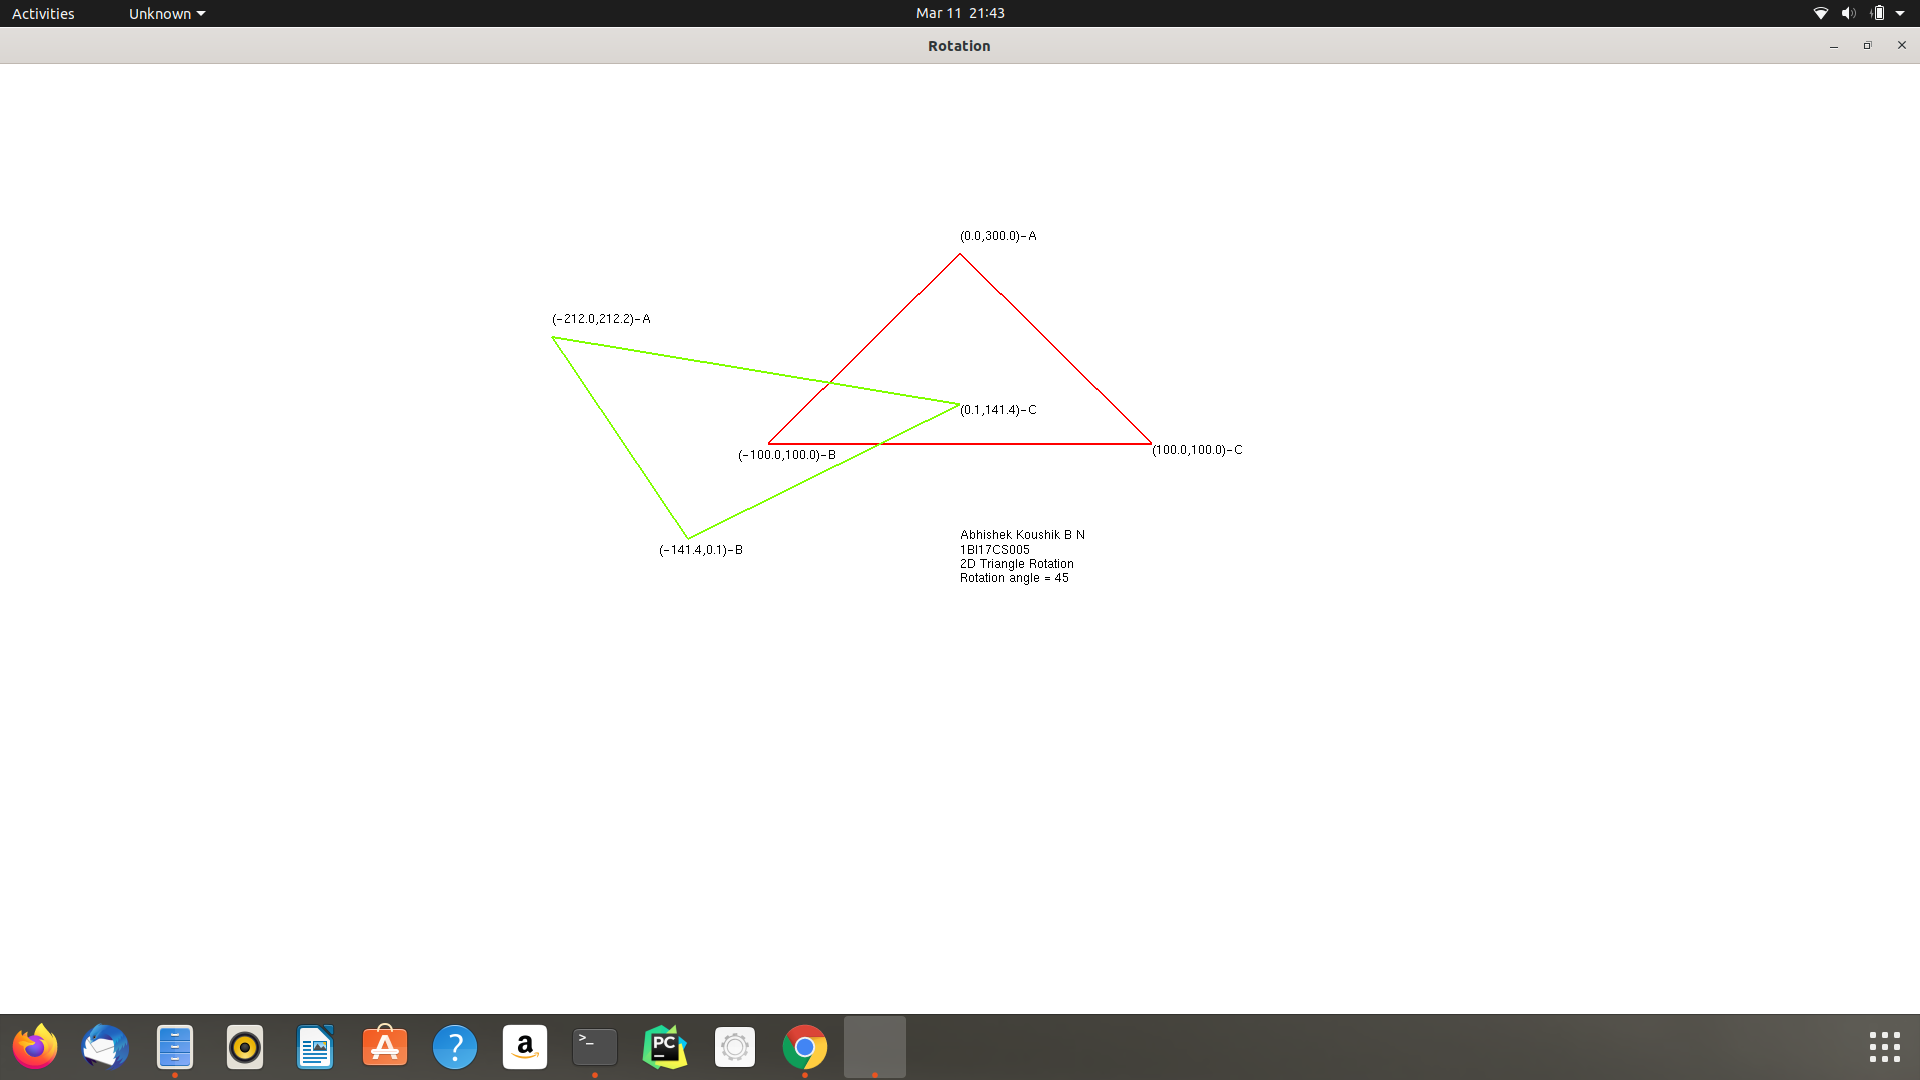 Activities
Unknown
Mar 11 21:43
Rotation
(0.0,300.0)-A
(-212.0,212.2)-A
(0.1,141.4)-C
(-100.0,100.0)-B
(100.0,100.0)-C
(-141.4,0.1)-B
Abhishek Koushik B N
1BI17CS005
2D Triangle Rotation
Rotation angle = 45
A
?
a
>_
PC